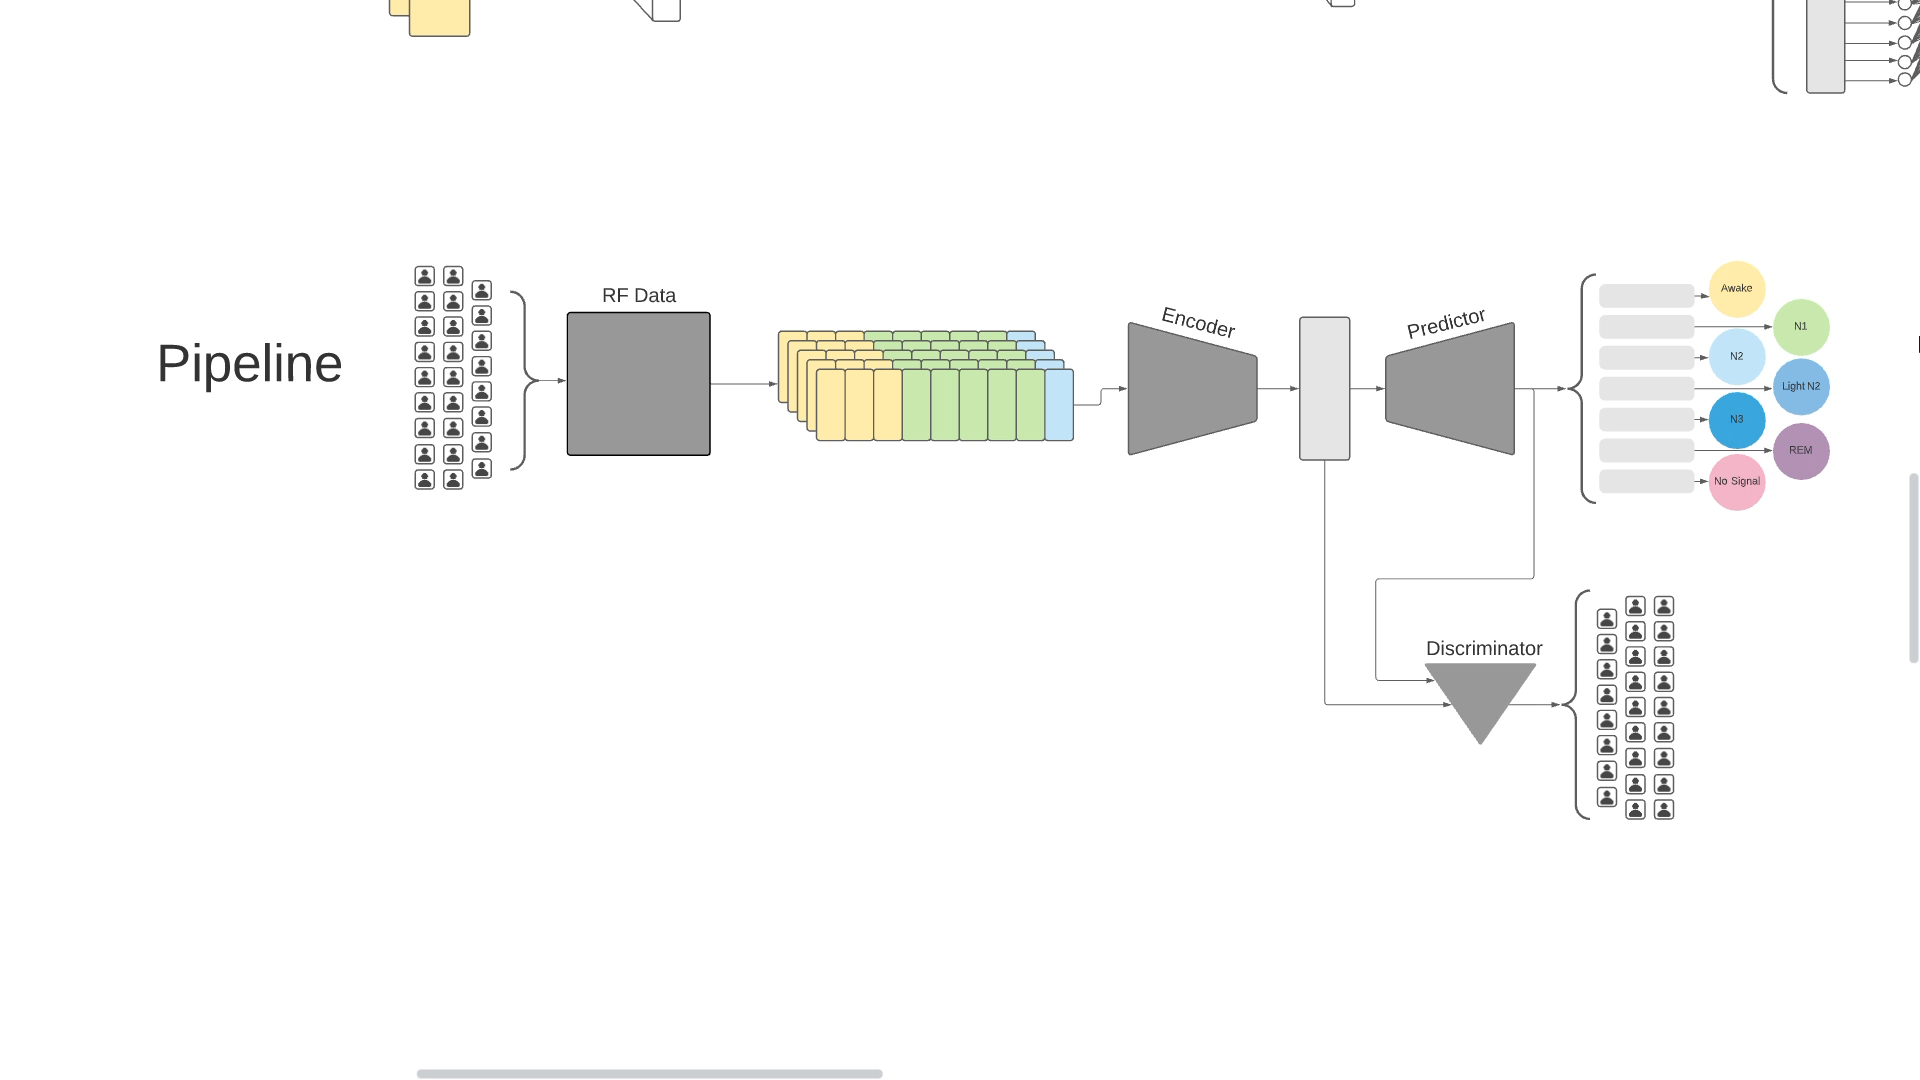 Pipeline
RF Data
Encoder
Predictor
Awake
N1
N2
Light N2
N3
REM
No Signal
Discriminator